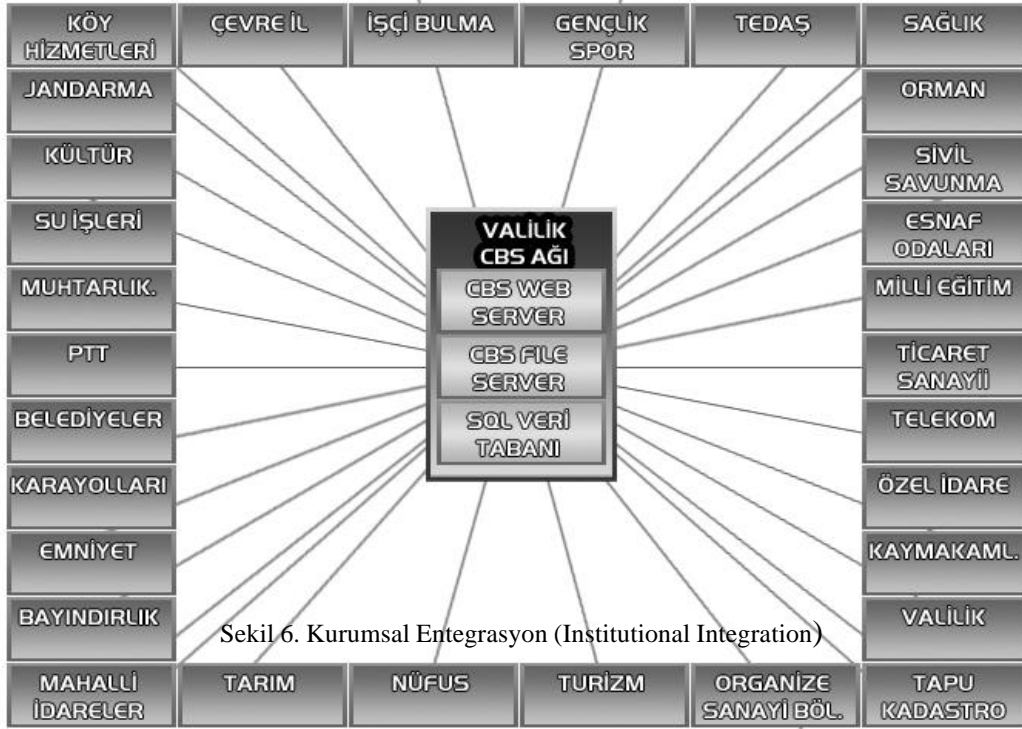 KÖY
HİZMETLERİ
ÇEVRE İL
İŞÇİ BULMA
GENÇLİK
SPOR
TEDAŞ
SAĞLIK
JANDARMA
ORMAN
KÜLTÜR
SİVİL
SAVUNMA
SU İŞLERİ
VALİLİK
CBS AĞI
ESNAF
ODALARI
MUHTARLIK.
CBS WEB
SERVER
MİLLİ EĞİTİM
PTT
CBS FILE
SERVER
TİCARET
SANAYİİ
BELEDİYELER
SQL VERİ
TABANI
TELEKOM
KARAYOLLARI
ÖZEL İDARE
EMNİYET
KAYMAKAML.
BAYINDIRLIK
VALİLİK
Sekil 6. Kurumsal Entegrasyon (Institutional Integration)
MAHALLİ
İDARELER
TARIM
NÜFUS
TURİZM
ORGANİZE
SANAYİ BÖL.
TAPU
KADASTRO